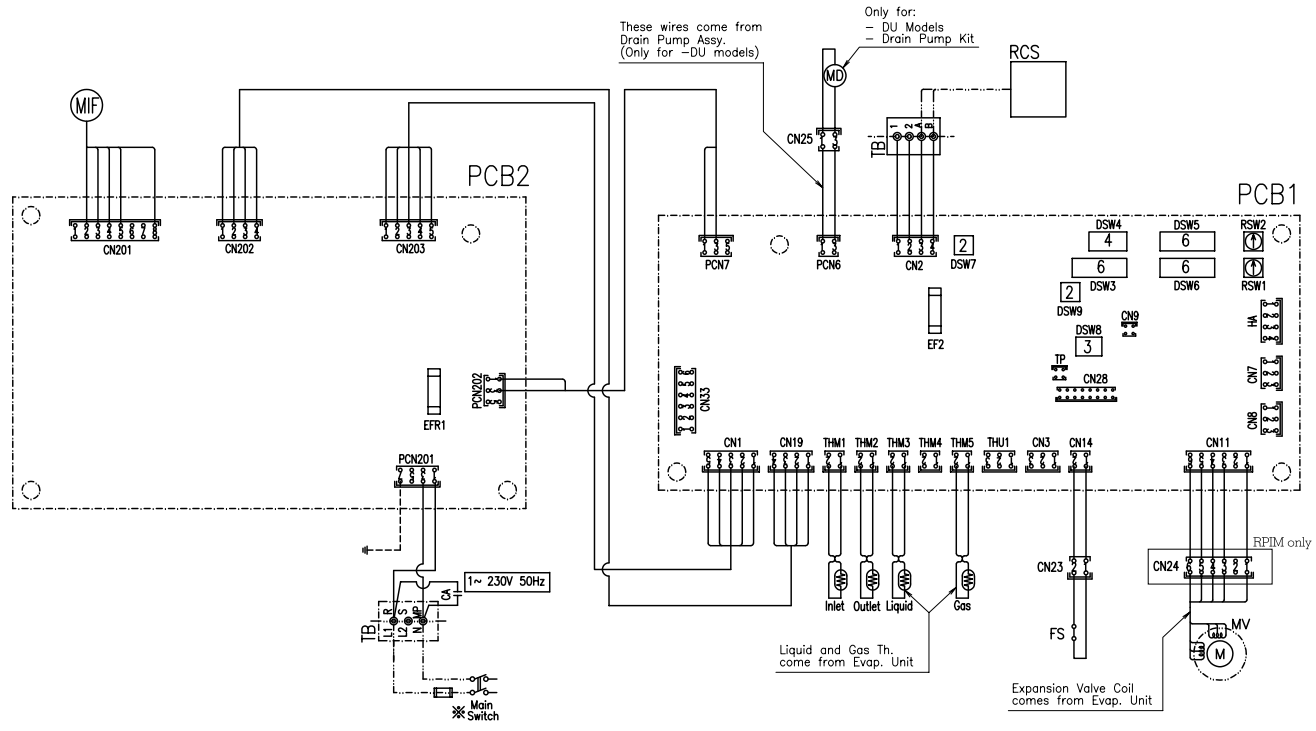 Only for:
– DU Models
– Drain Pump Kit
These wires come from
Drain Pump Assy.
(Only for –DU models)
RCS
MIF
MD
CN25
1 2 A B
TB
PCB2
PCB1
CN201
CN202
CN203
PCN7
PCN6
CN2
2
DSW7
DSW4
4
DSW5
6
RSW2
6
DSW3
6
DSW6
RSW1
2
DSW9
CN9
HA
EF2
DSW8
3
TP
CN28
CN7
CN8
PCN202
EFR1
CN33
PCN201
CN1
CN19
THM1
THM2
THM3
THM4
THM5
THU1
CN3
CN14
CN11
RPIM only
CN23
CN24
1~ 230V 50Hz
CA
R S MP
L1 L2 N
TB
Inlet
Outlet
Liquid
Gas
FS
MV
M
Liquid and Gas Th.
come from Evap. Unit
Expansion Valve Coil
comes from Evap. Unit
※ Main
Switch